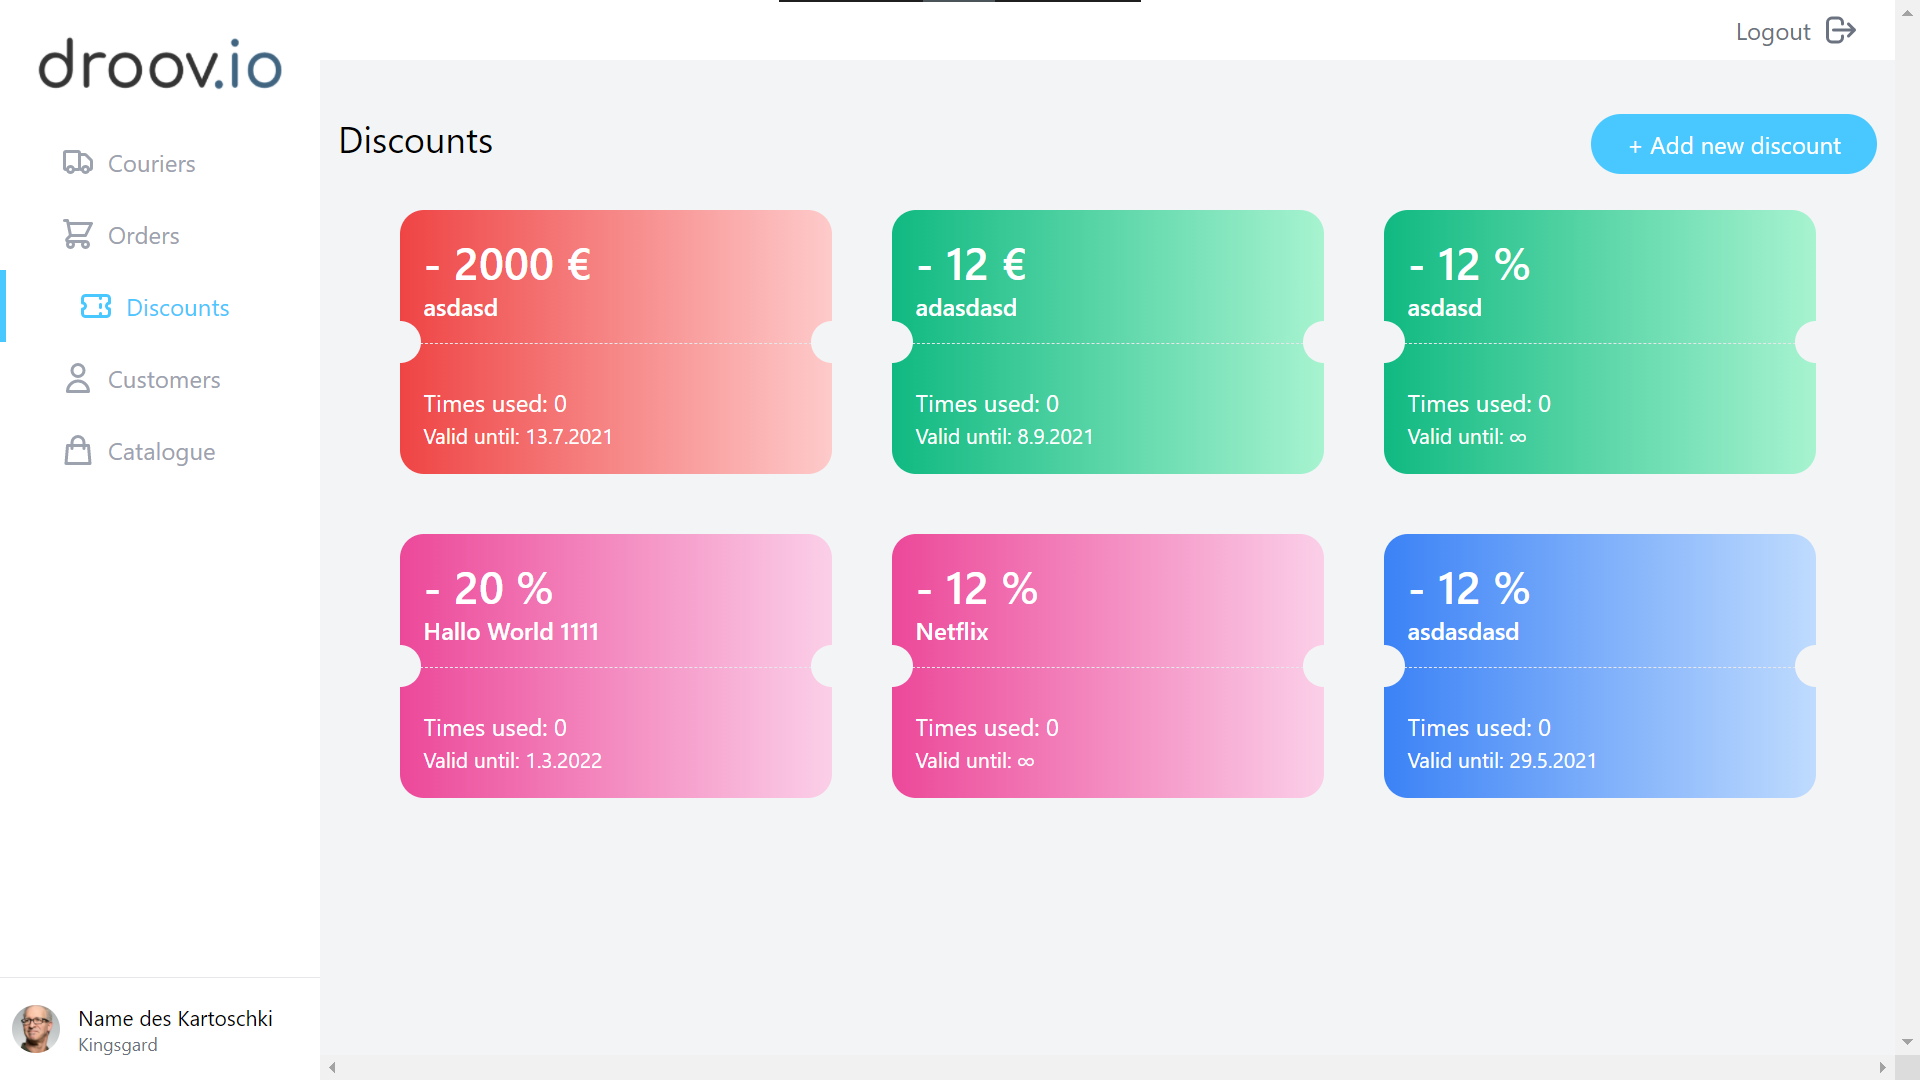 droov.io
Logout
Couriers
Orders
Discounts
Customers
Catalogue
Discounts
+ Add new discount
- 2000 €
asdasd
Times used: 0
Valid until: 13.7.2021
- 12 €
adasdasd
Times used: 0
Valid until: 8.9.2021
- 12 %
asdasd
Times used: 0
Valid until: ∞
- 20 %
Hallo World 1111
Times used: 0
Valid until: 1.3.2022
- 12 %
Netflix
Times used: 0
Valid until: ∞
- 12 %
asdasdasd
Times used: 0
Valid until: 29.5.2021
Name des Kartoschki
Kingsgard